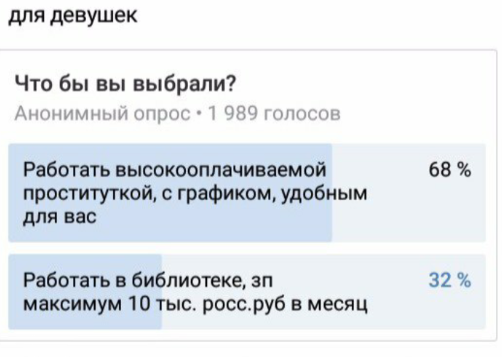 для девушек
Что бы вы выбрали?
Анонимный опрос • 1 989 голосов
Работать высокооплачиваемой 68 %
проституткой, с графиком, удобным
для вас
Работать в библиотеке, зп 32 %
максимум 10 тыс. росс.руб в месяц